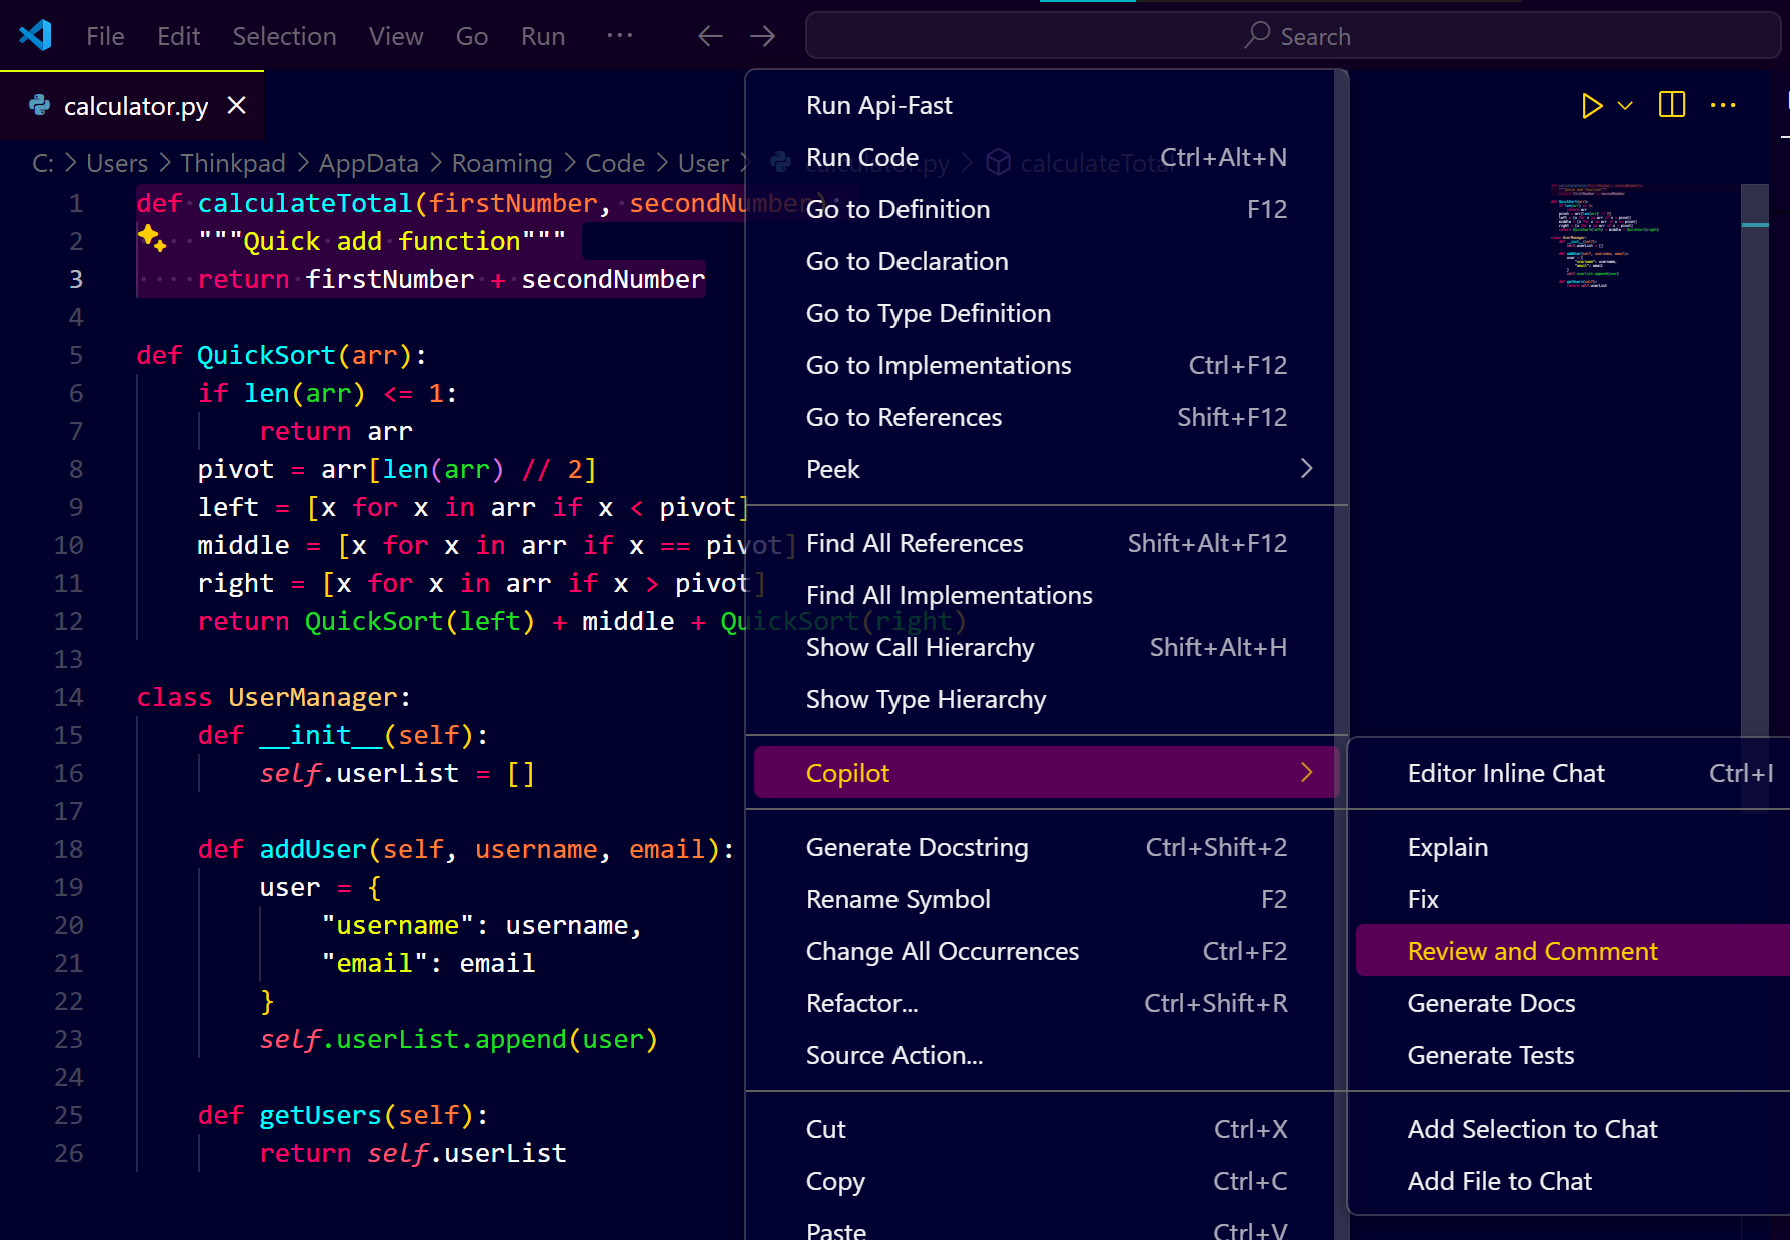 File Edit Selection View Go Run ··· Search
calculator.py
C: > Users > Thinkpad > AppData > Roaming > Code > User > calculator.py > calculateTotal
1 def calculateTotal(firstNumber, secondNumber):
2 """Quick add function"""
3 return firstNumber + secondNumber
4
5 def QuickSort(arr):
6 if len(arr) <= 1:
7 return arr
8 pivot = arr[len(arr) // 2]
9 left = [x for x in arr if x < pivot]
10 middle = [x for x in arr if x == pivot]
11 right = [x for x in arr if x > pivot]
12 return QuickSort(left) + middle + QuickSort(right)
13
14 class UserManager:
15 def __init__(self):
16 self.userList = []
17
18 def addUser(self, username, email):
19 user = {
20 "username": username,
21 "email": email
22 }
23 self.userList.append(user)
24
25 def getUsers(self):
26 return self.userList
Run Api-Fast
Run Code Ctrl+Alt+N
Go to Definition F12
Go to Declaration
Go to Type Definition
Go to Implementations Ctrl+F12
Go to References Shift+F12
Peek
Find All References Shift+Alt+F12
Find All Implementations
Show Call Hierarchy Shift+Alt+H
Show Type Hierarchy
Copilot
Generate Docstring Ctrl+Shift+2
Rename Symbol F2
Change All Occurrences Ctrl+F2
Refactor... Ctrl+Shift+R
Source Action...
Cut Ctrl+X
Copy Ctrl+C
Paste Ctrl+V
Editor Inline Chat Ctrl+I
Explain
Fix
Review and Comment
Generate Docs
Generate Tests
Add Selection to Chat
Add File to Chat